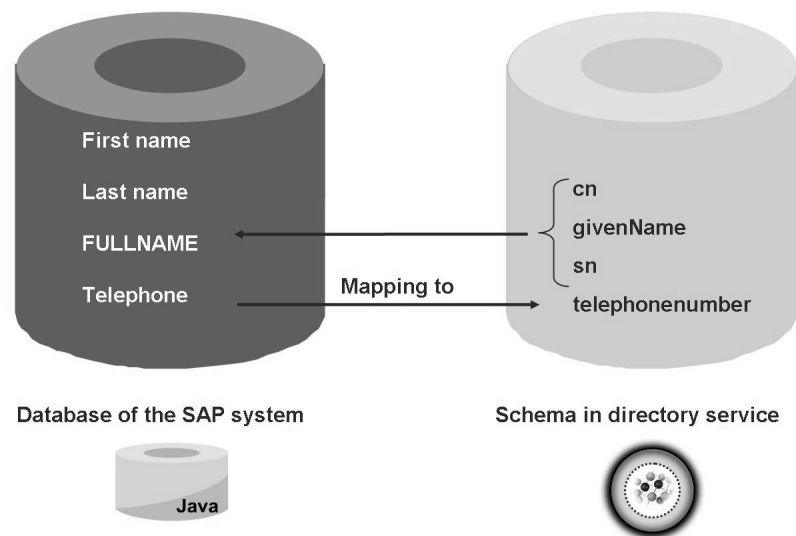 First name
Last name
FULLNAME
Telephone
Mapping to
cn
givenName
sn
telephonenumber
Database of the SAP system
Schema in directory service
Java